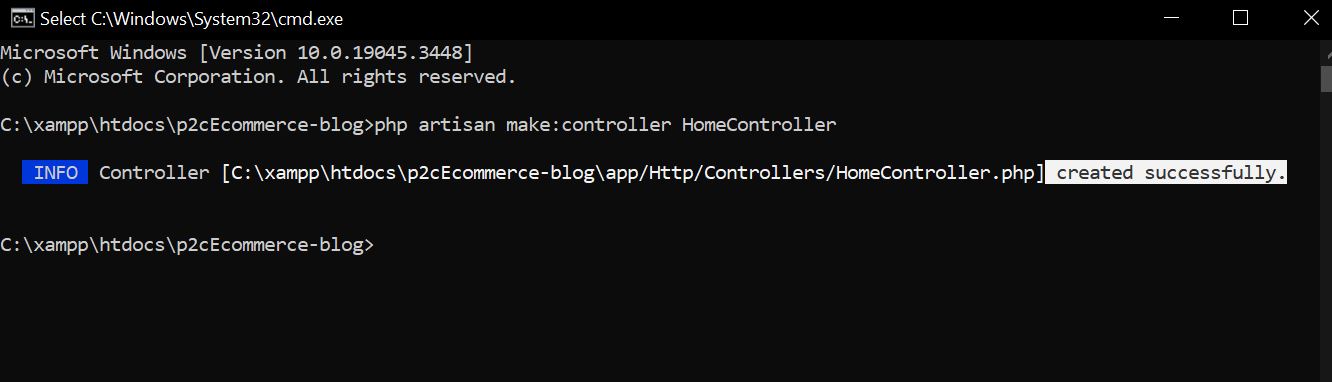 Select C:\Windows\System32\cmd.exe
Microsoft Windows [Version 10.0.19045.3448]
(c) Microsoft Corporation. All rights reserved.
C:\xampp\htdocs\p2cEcommerce-blog>php artisan make:controller HomeController
INFO Controller [C:\xampp\htdocs\p2cEcommerce-blog\app/Http/Controllers/HomeController.php] created successfully.
C:\xampp\htdocs\p2cEcommerce-blog>